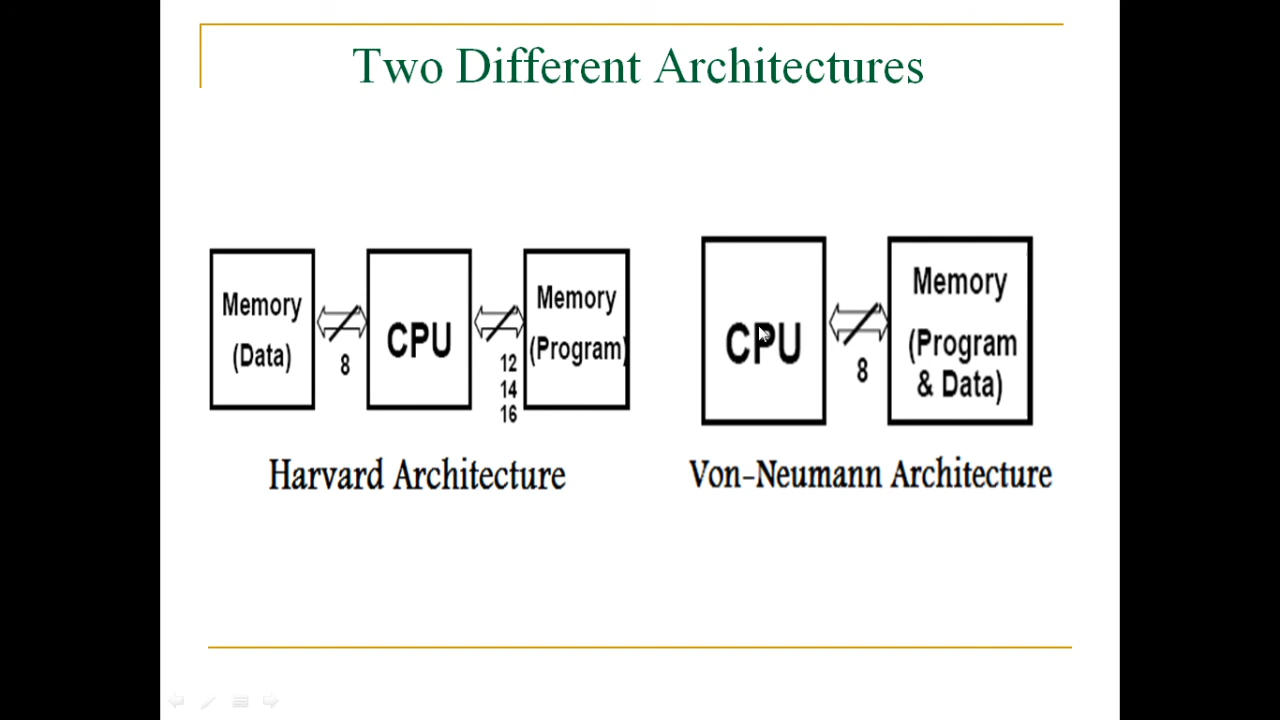 Two Different Architectures
Memory
(Data)
8
CPU
12
14
16
Memory
(Program)
Harvard Architecture
CPU
8
Memory
(Program
& Data)
Von-Neumann Architecture